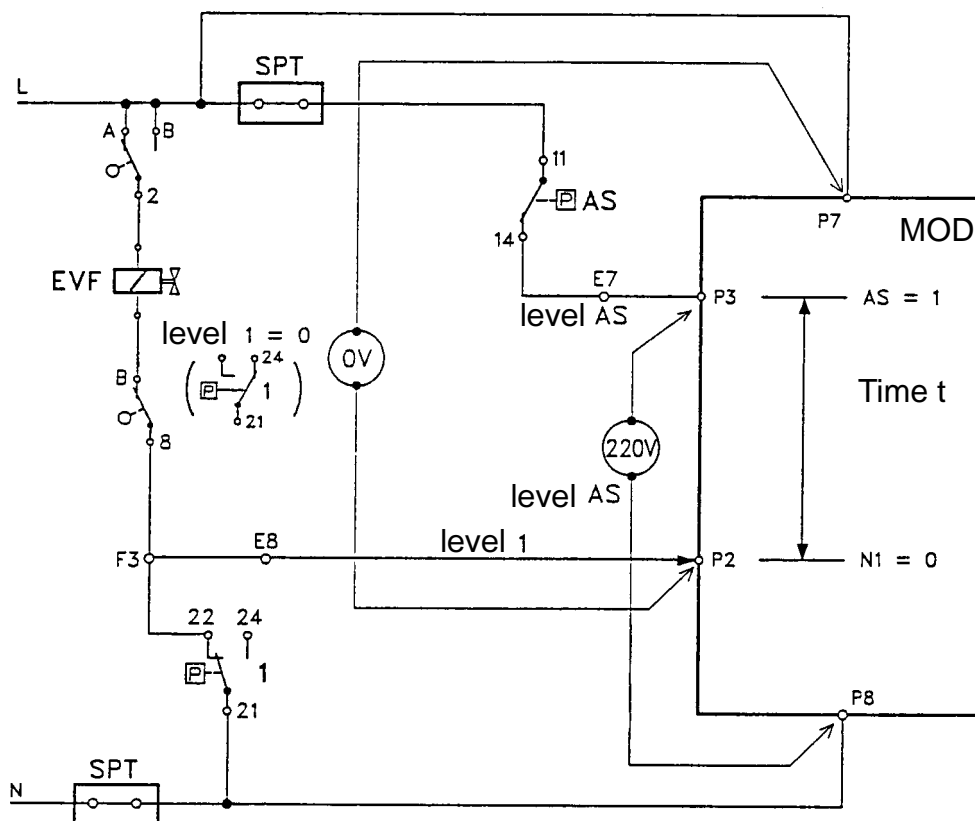 SPT
L
A
B
11
2
P
AS
14
P7
MOD
EVF
E7
P3
AS = 1
level AS
level 1 = 0
24
0V
B
P
1
Time t
21
8
220V
level AS
E8
level 1
F3
P2
N1 = 0
22
24
P
1
21
P8
SPT
N